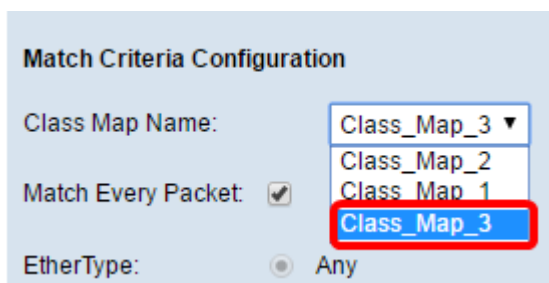 Match Criteria Configuration
Class Map Name: Class_Map_3
Class_Map_2
Match Every Packet: Class_Map_1
Class_Map_3
EtherType: Any